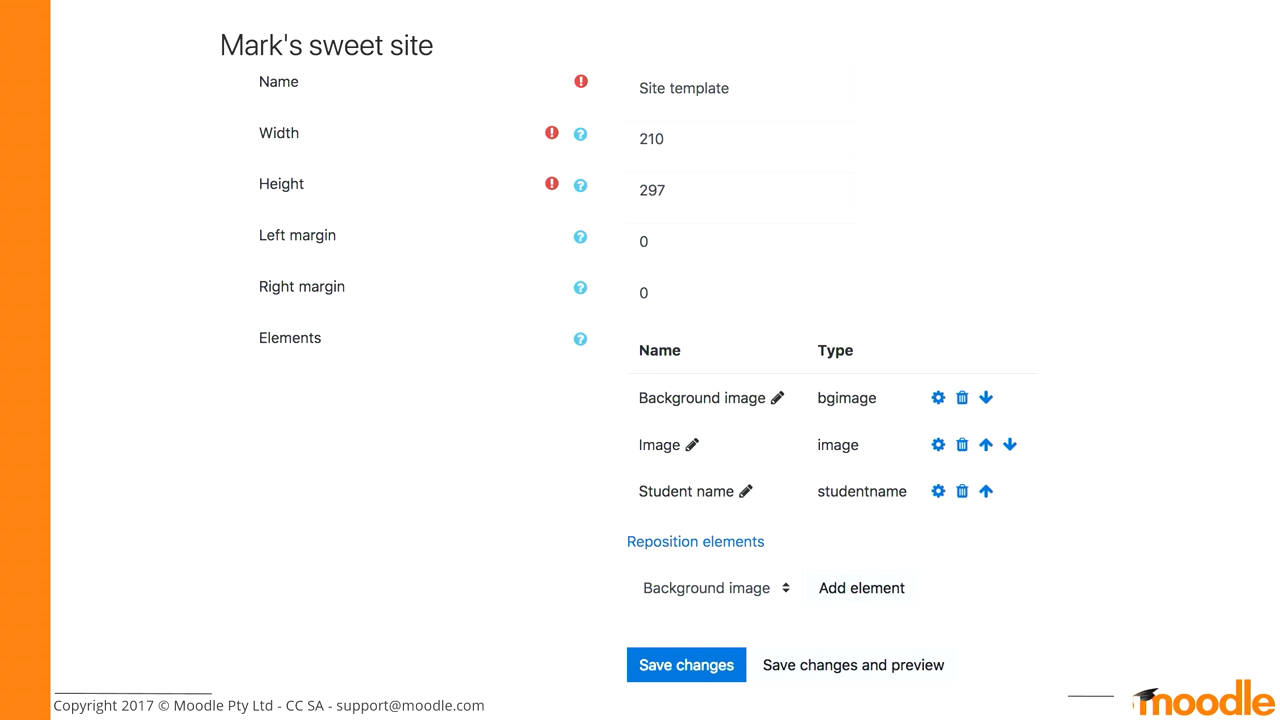 Mark's sweet site
Name
Site template
Width
210
Height
297
Left margin
0
Right margin
0
Elements
Name Type
Background image bgimage
Image image
Student name studentname
Reposition elements
Background image Add element
Save changes Save changes and preview
Copyright 2017 © Moodle Pty Ltd - CC SA - support@moodle.com
moodle